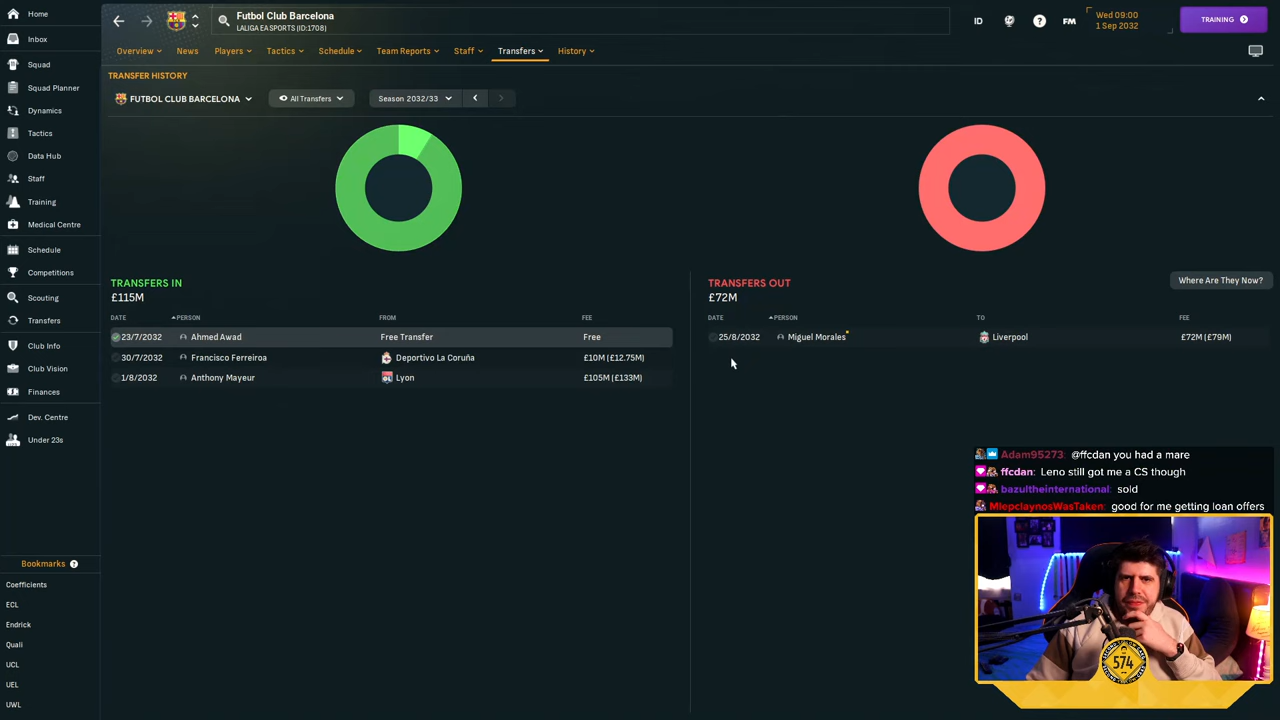 Home
Inbox
Squad
Squad Planner
Dynamics
Tactics
Data Hub
Staff
Training
Medical Centre
Schedule
Competitions
Scouting
Transfers
Club Info
Club Vision
Finances
Dev. Centre
Under 23s
Bookmarks ?
Coefficients
ECL
Endrick
Quali
UCL
UEL
UWL
Futbol Club Barcelona
LALIGA EA SPORTS (ID:1708)
ID
?
FM
Wed 09:00
1 Sep 2032
TRAINING
Overview
News
Players
Tactics
Schedule
Team Reports
Staff
Transfers
History
TRANSFER HISTORY
FUTBOL CLUB BARCELONA
All Transfers
Season 2032/33
TRANSFERS IN
£115M
DATE PERSON FROM FEE
23/7/2032 Ahmed Awad Free Transfer Free
30/7/2032 Francisco Ferreiroa Deportivo La Coruña £10M (£12.75M)
1/8/2032 Anthony Mayeur Lyon £105M (£133M)
TRANSFERS OUT
£72M
Where Are They Now?
DATE PERSON TO FEE
25/8/2032 Miguel Morales Liverpool £72M (£79M)
Adam95273: @ffcdan you had a mare
ffcdan: Leno still got me a CS though
bazultheinternational: sold
MlepclaynosWasTaken: good for me getting loan offers
574